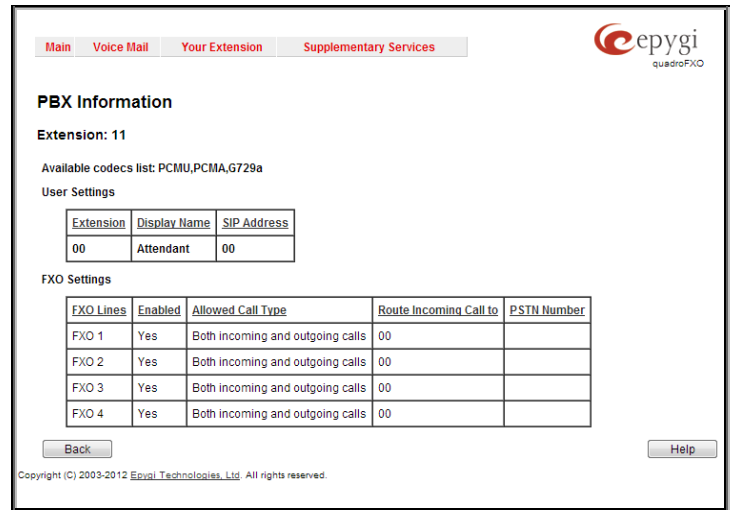 Main Voice Mail Your Extension Supplementary Services
epygi
quadroFXO
PBX Information
Extension: 11
Available codecs list: PCMU,PCMA,G729a
User Settings
Extension Display Name SIP Address
00 Attendant 00
FXO Settings
FXO Lines Enabled Allowed Call Type Route Incoming Call to PSTN Number
FXO 1 Yes Both incoming and outgoing calls 00
FXO 2 Yes Both incoming and outgoing calls 00
FXO 3 Yes Both incoming and outgoing calls 00
FXO 4 Yes Both incoming and outgoing calls 00
Back Help
Copyright (C) 2003-2012 Epygi Technologies, Ltd. All rights reserved.